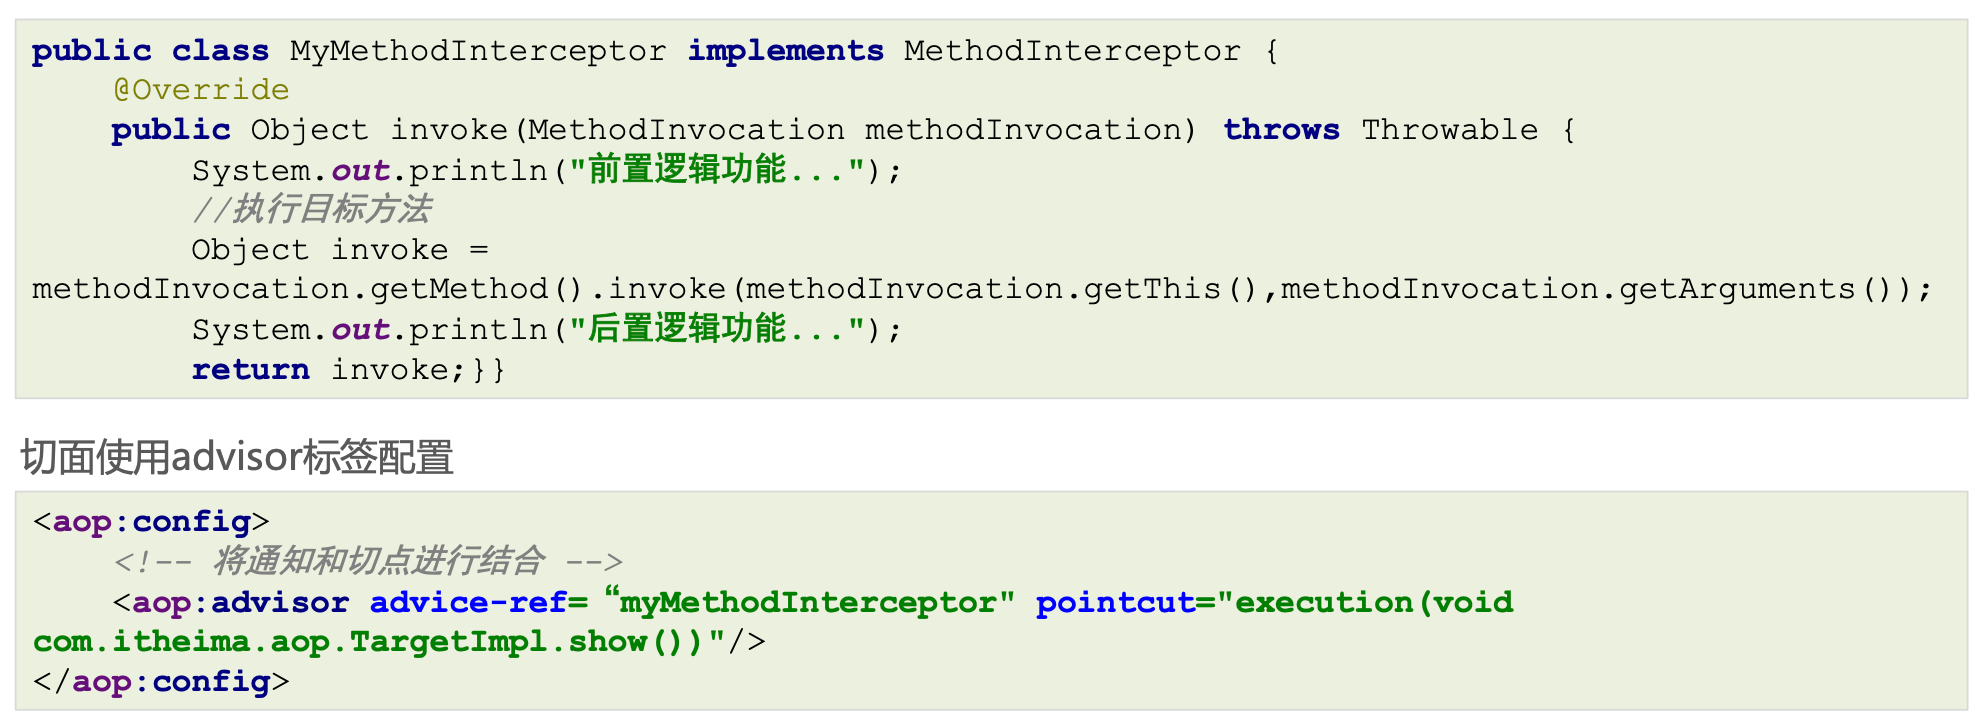 public class MyMethodInterceptor implements MethodInterceptor {
    @Override
    public Object invoke(MethodInvocation methodInvocation) throws Throwable {
        System.out.println("前置逻辑功能...");
        //执行目标方法
        Object invoke =
methodInvocation.getMethod().invoke(methodInvocation.getThis(),methodInvocation.getArguments());
        System.out.println("后置逻辑功能...");
        return invoke;}}
切面使用advisor标签配置
<aop:config>
    <!-- 将通知和切点进行结合 -->
    <aop:advisor advice-ref=“myMethodInterceptor" pointcut="execution(void
com.itheima.aop.TargetImpl.show())"/>
</aop:config>